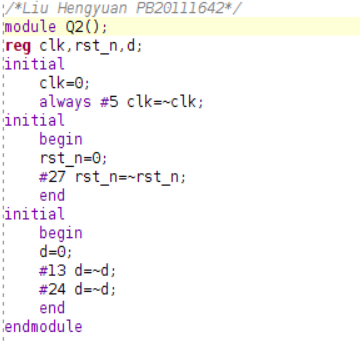 /*Liu Hengyuan PB20111642*/
module Q2();
reg clk,rst_n,d;
initial
    clk=0;
    always #5 clk=~clk;
initial
    begin
    rst_n=0;
    #27 rst_n=~rst_n;
    end
initial
    begin
    d=0;
    #13 d=~d;
    #24 d=~d;
    end
endmodule